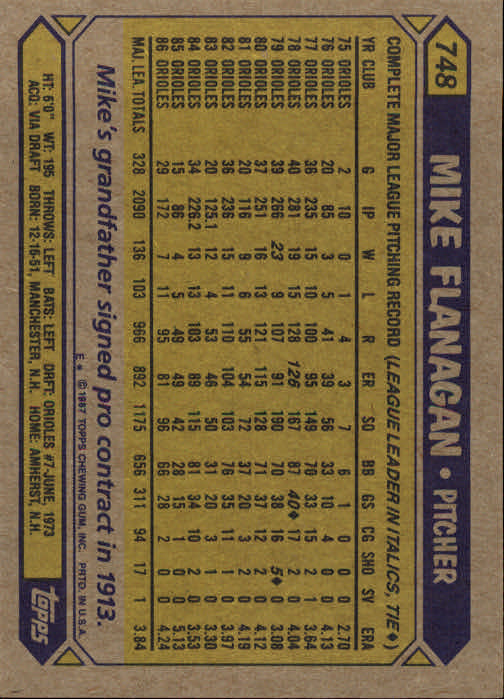 748 MIKE FLANAGAN • PITCHER
COMPLETE MAJOR LEAGUE PITCHING RECORD (LEAGUE LEADER IN ITALICS, TIE♦)
YR CLUB G IP W L R ER SO BB GS CG SHO SV ERA
75 ORIOLES 2 10 0 1 4 3 7 6 1 0 0 0 2.70
76 ORIOLES 20 85 3 5 41 39 56 33 10 4 0 1 4.13
77 ORIOLES 36 235 15 10 100 95 149 70 33 15 2 1 3.64
78 ORIOLES 40 281 19 15 128 126 167 87 40♦ 17 2 0 4.04
79 ORIOLES 39 266 23 9 107 91 190 70 38 16 5♦ 0 3.08
80 ORIOLES 37 251 16 13 121 115 128 71 37 12 2 0 4.12
81 ORIOLES 20 116 9 6 55 54 72 37 20 3 2 0 4.19
82 ORIOLES 36 236 15 11 110 104 103 76 35 11 1 0 3.97
83 ORIOLES 20 125.1 12 4 53 46 50 31 20 3 1 0 3.30
84 ORIOLES 34 226.2 13 13 103 89 115 81 34 10 2 0 3.53
85 ORIOLES 15 86 4 5 49 49 42 28 15 1 0 0 5.13
86 ORIOLES 29 172 7 11 95 81 96 66 28 2 0 0 4.24
MAJ. LEA. TOTALS 328 2090 136 103 966 892 1175 656 311 94 17 1 3.84
Mike's grandfather signed pro contract in 1913.
E* © 1987 TOPPS CHEWING GUM, INC. PRTD. IN U.S.A.
HT: 6'0" WT: 195 THROWS: LEFT BATS: LEFT DRFT: ORIOLES #7-JUNE, 1973
ACQ: VIA DRAFT BORN: 12-16-51, MANCHESTER, N.H. HOME: AMHERST, N.H.
topps